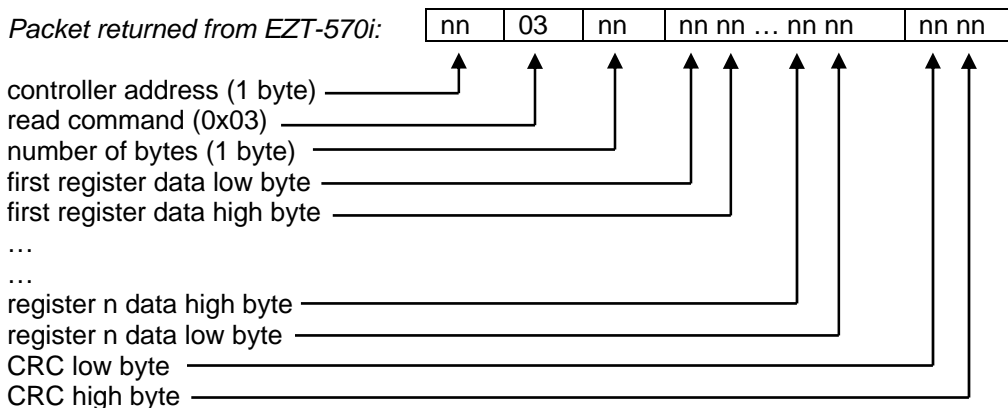 Packet returned from EZT-570i: nn 03 nn nn nn … nn nn nn nn
controller address (1 byte)
read command (0x03)
number of bytes (1 byte)
first register data low byte
first register data high byte
…
…
register n data high byte
register n data low byte
CRC low byte
CRC high byte